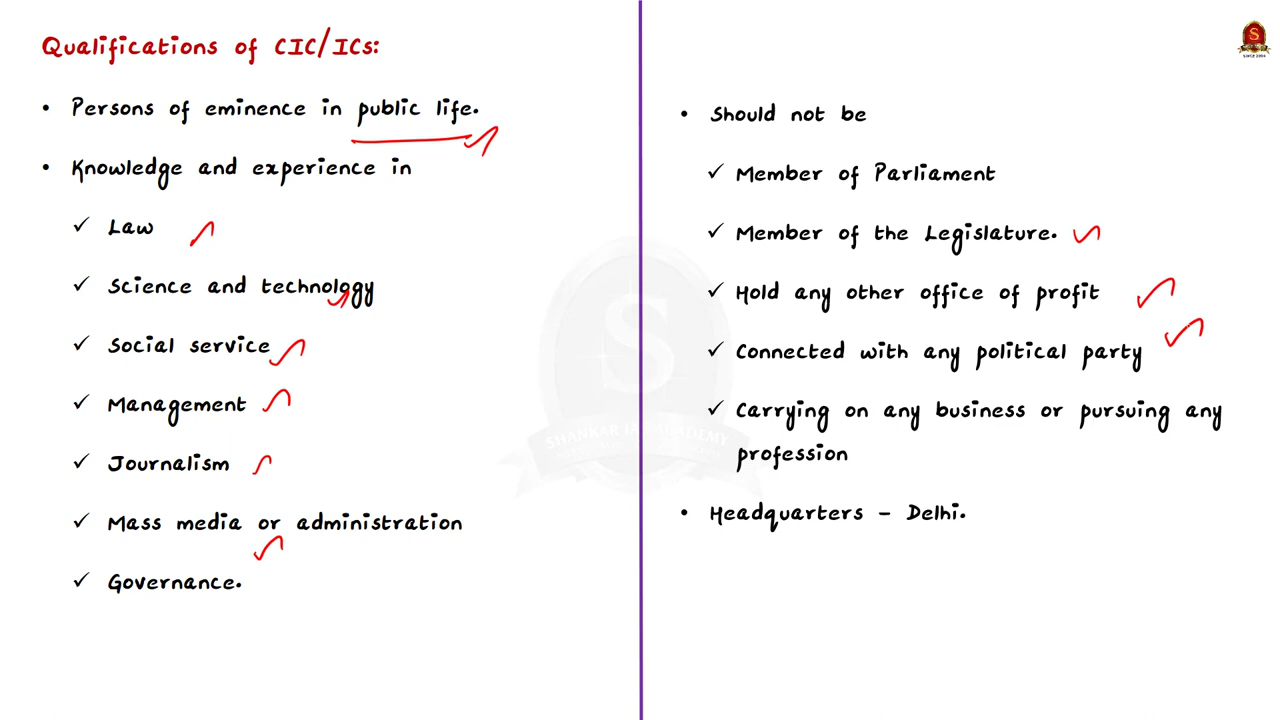 Qualifications of CIC/ICs:
• Persons of eminence in public life.
• Knowledge and experience in
✓ Law
✓ Science and technology
✓ Social service
✓ Management
✓ Journalism
✓ Mass media or administration
✓ Governance.
• Should not be
✓ Member of Parliament
✓ Member of the Legislature.
✓ Hold any other office of profit
✓ Connected with any political party
✓ Carrying on any business or pursuing any
profession
• Headquarters – Delhi.
S
SHANKAR IAS ACADEMY